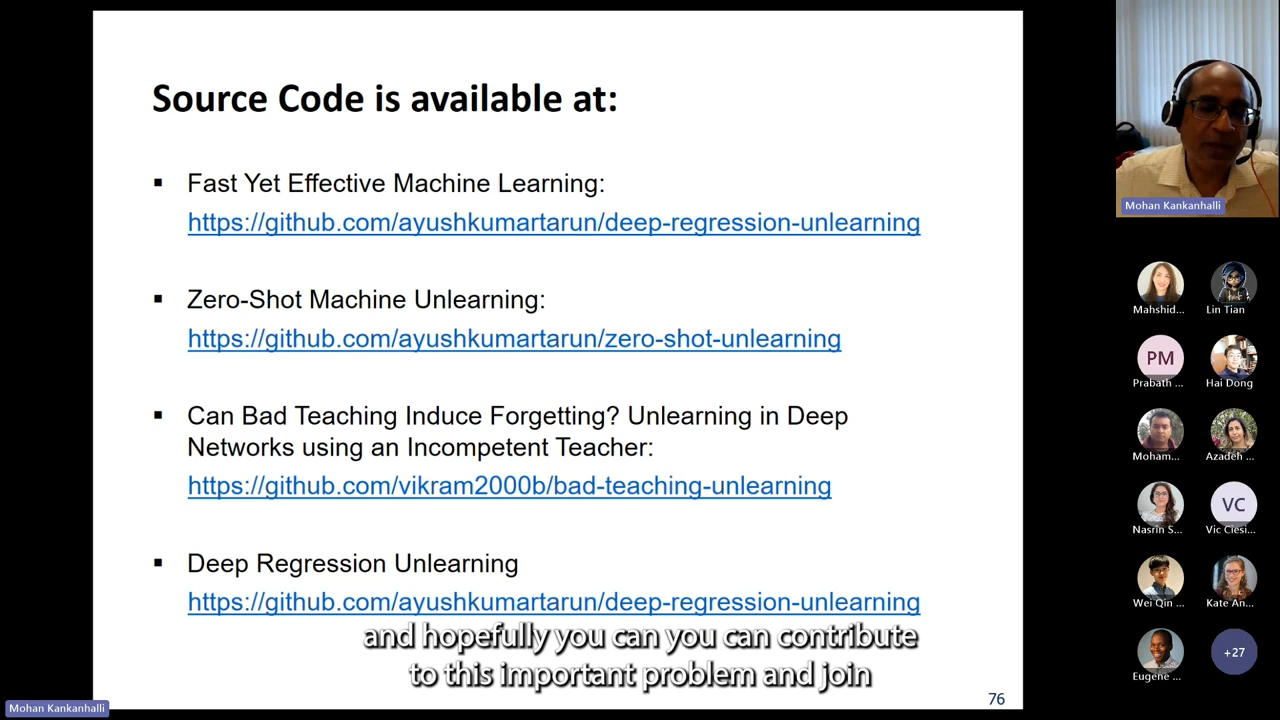 Source Code is available at:
▪ Fast Yet Effective Machine Learning:
https://github.com/ayushkumartarun/deep-regression-unlearning
▪ Zero-Shot Machine Unlearning:
https://github.com/ayushkumartarun/zero-shot-unlearning
▪ Can Bad Teaching Induce Forgetting? Unlearning in Deep
Networks using an Incompetent Teacher:
https://github.com/vikram2000b/bad-teaching-unlearning
▪ Deep Regression Unlearning
https://github.com/ayushkumartarun/deep-regression-unlearning
and hopefully you can you can contribute
to this important problem and join
76
Mohan Kankanhalli
Mohan Kankanhalli
Mahshid...
Lin Tian
PM
Prabath ...
Hai Dong
Moham...
Azadeh ...
Nasrin S...
VC
Vic Ciesi...
Wei Qin ...
Kate An...
Eugene ...
+27